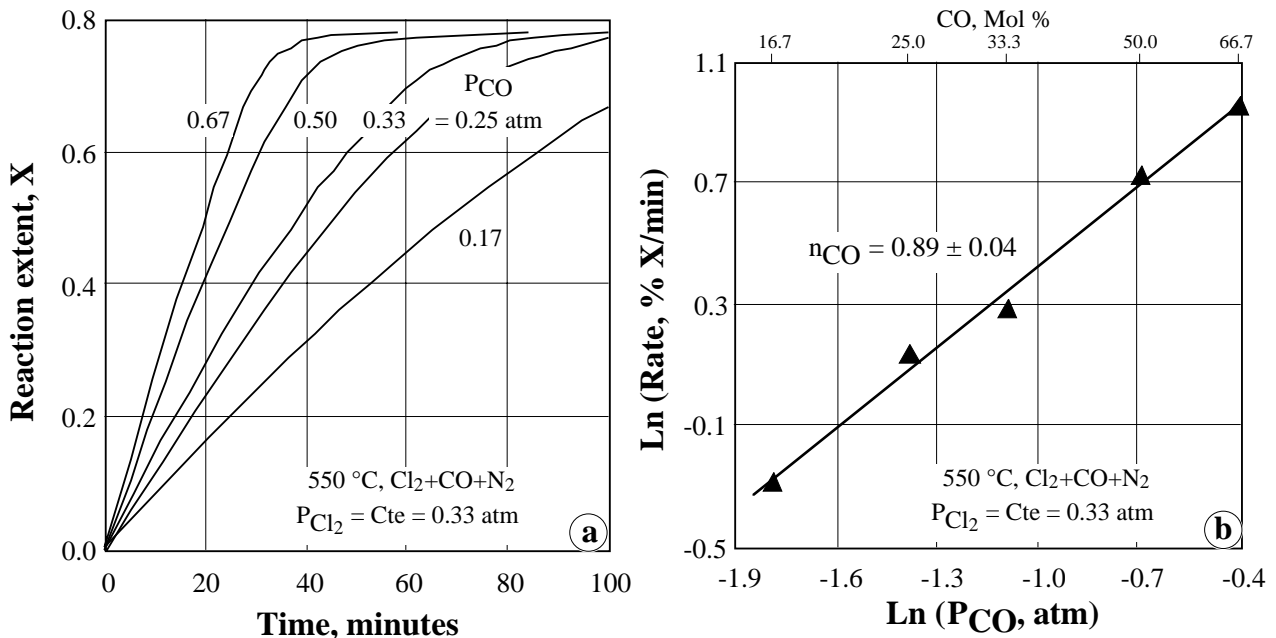 0.8
0.6
0.4
0.2
0.0
Reaction extent, X
0 20 40 60 80 100
Time, minutes
PCO
0.67 0.50 0.33 = 0.25 atm
0.17
550 °C, Cl2+CO+N2
PCl2 = Cte = 0.33 atm
a
CO, Mol %
16.7 25.0 33.3 50.0 66.7
1.1
0.7
0.3
-0.1
-0.5
Ln (Rate, % X/min)
nCO = 0.89 ± 0.04
550 °C, Cl2+CO+N2
PCl2 = Cte = 0.33 atm
b
-1.9 -1.6 -1.3 -1.0 -0.7 -0.4
Ln (PCO, atm)